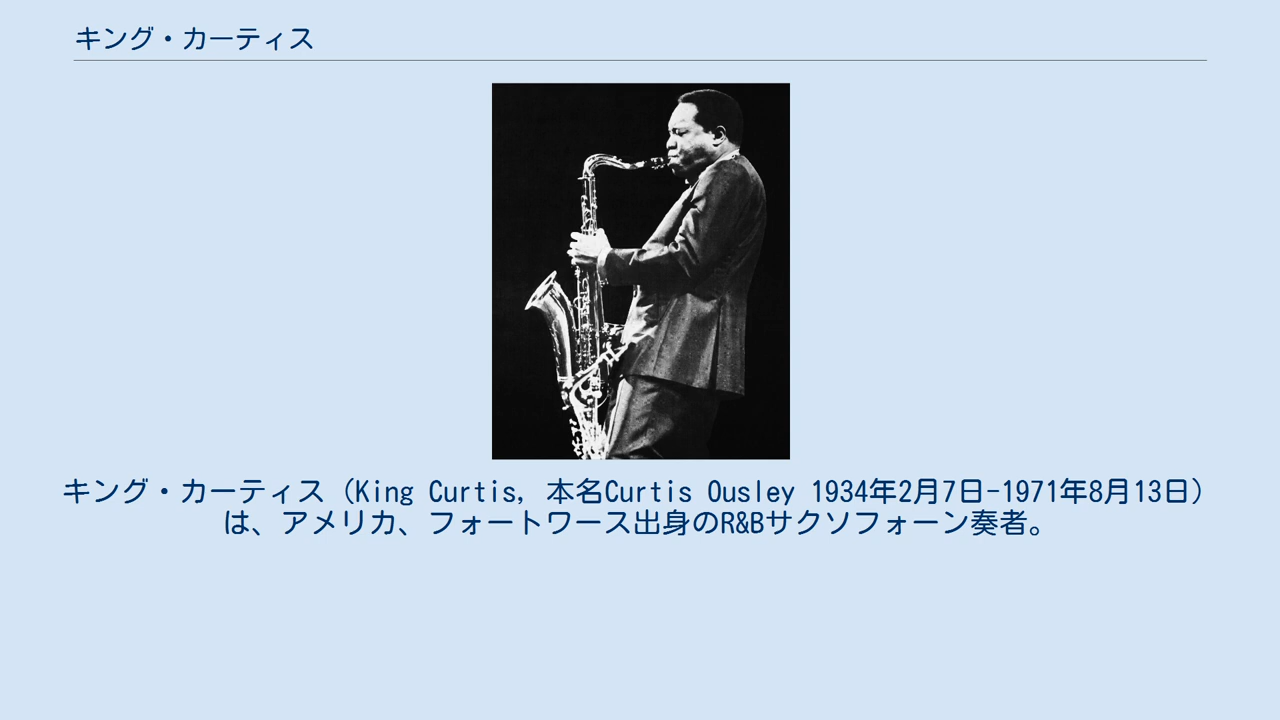 キング・カーティス
キング・カーティス（King Curtis, 本名Curtis Ousley 1934年2月7日-1971年8月13日）
は、アメリカ、フォートワース出身のR&Bサクソフォーン奏者。